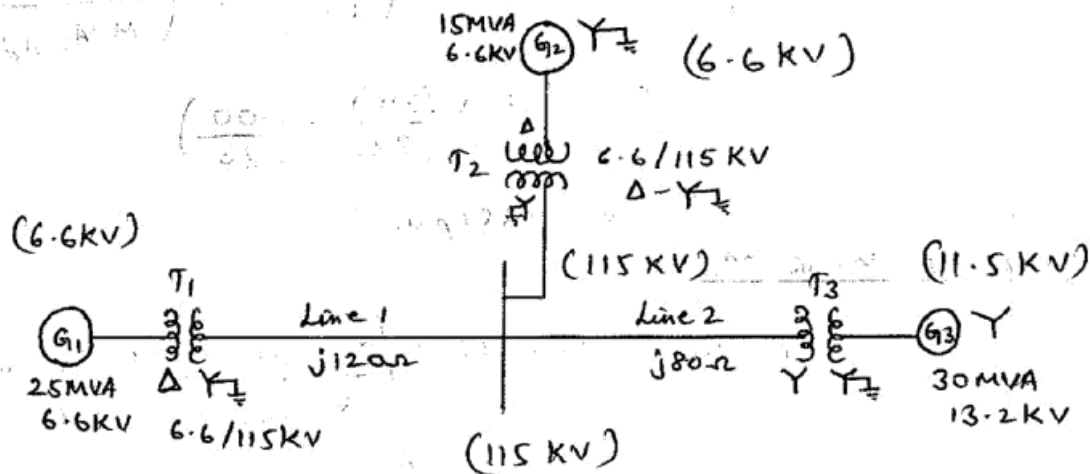 15MVA
6.6KV
G2
(6.6 KV)
Δ
T2
6.6/115 KV
Δ-Y
Y
(6.6KV)
(115 KV)
(11.5 KV)
T1
T3
G1
Line 1
Line 2
G3
Y
j120Ω
j80Ω
25MVA
Δ Y
Y Y
30MVA
6.6KV
6.6/115KV
13.2KV
(115 KV)